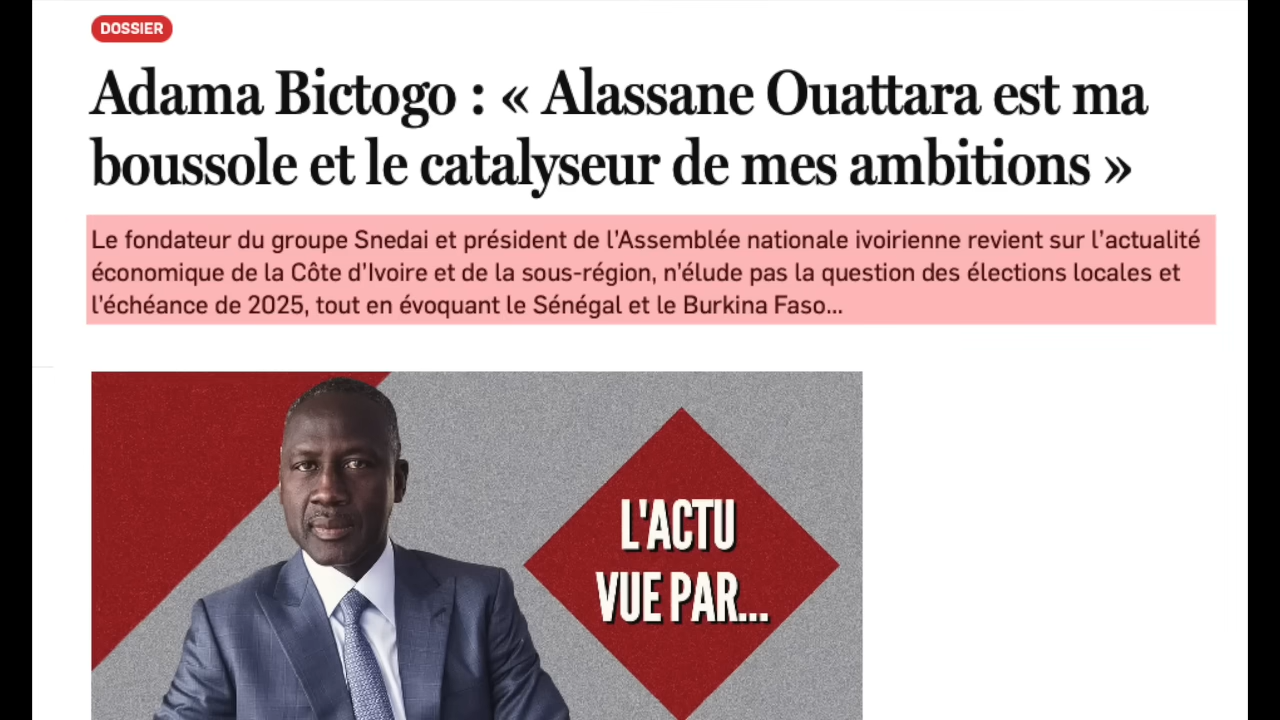 DOSSIER
Adama Bictogo : « Alassane Ouattara est ma
boussole et le catalyseur de mes ambitions »
Le fondateur du groupe Snedai et président de l'Assemblée nationale ivoirienne revient sur l'actualité
économique de la Côte d'Ivoire et de la sous-région, n'élude pas la question des élections locales et
l'échéance de 2025, tout en évoquant le Sénégal et le Burkina Faso...
L'ACTU
VUE PAR...